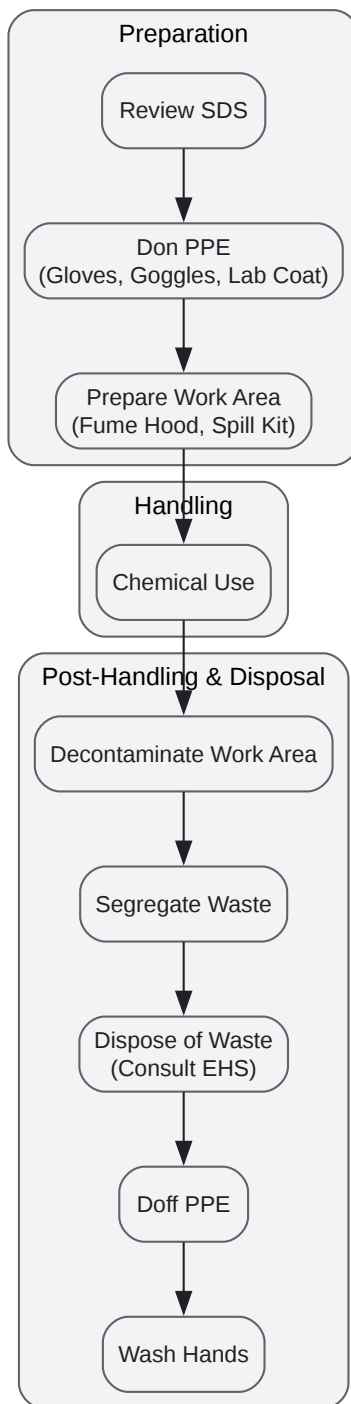 Preparation
Review SDS
Don PPE
(Gloves, Goggles, Lab Coat)
Prepare Work Area
(Fume Hood, Spill Kit)
Handling
Chemical Use
Post-Handling & Disposal
Decontaminate Work Area
Segregate Waste
Dispose of Waste
(Consult EHS)
Doff PPE
Wash Hands